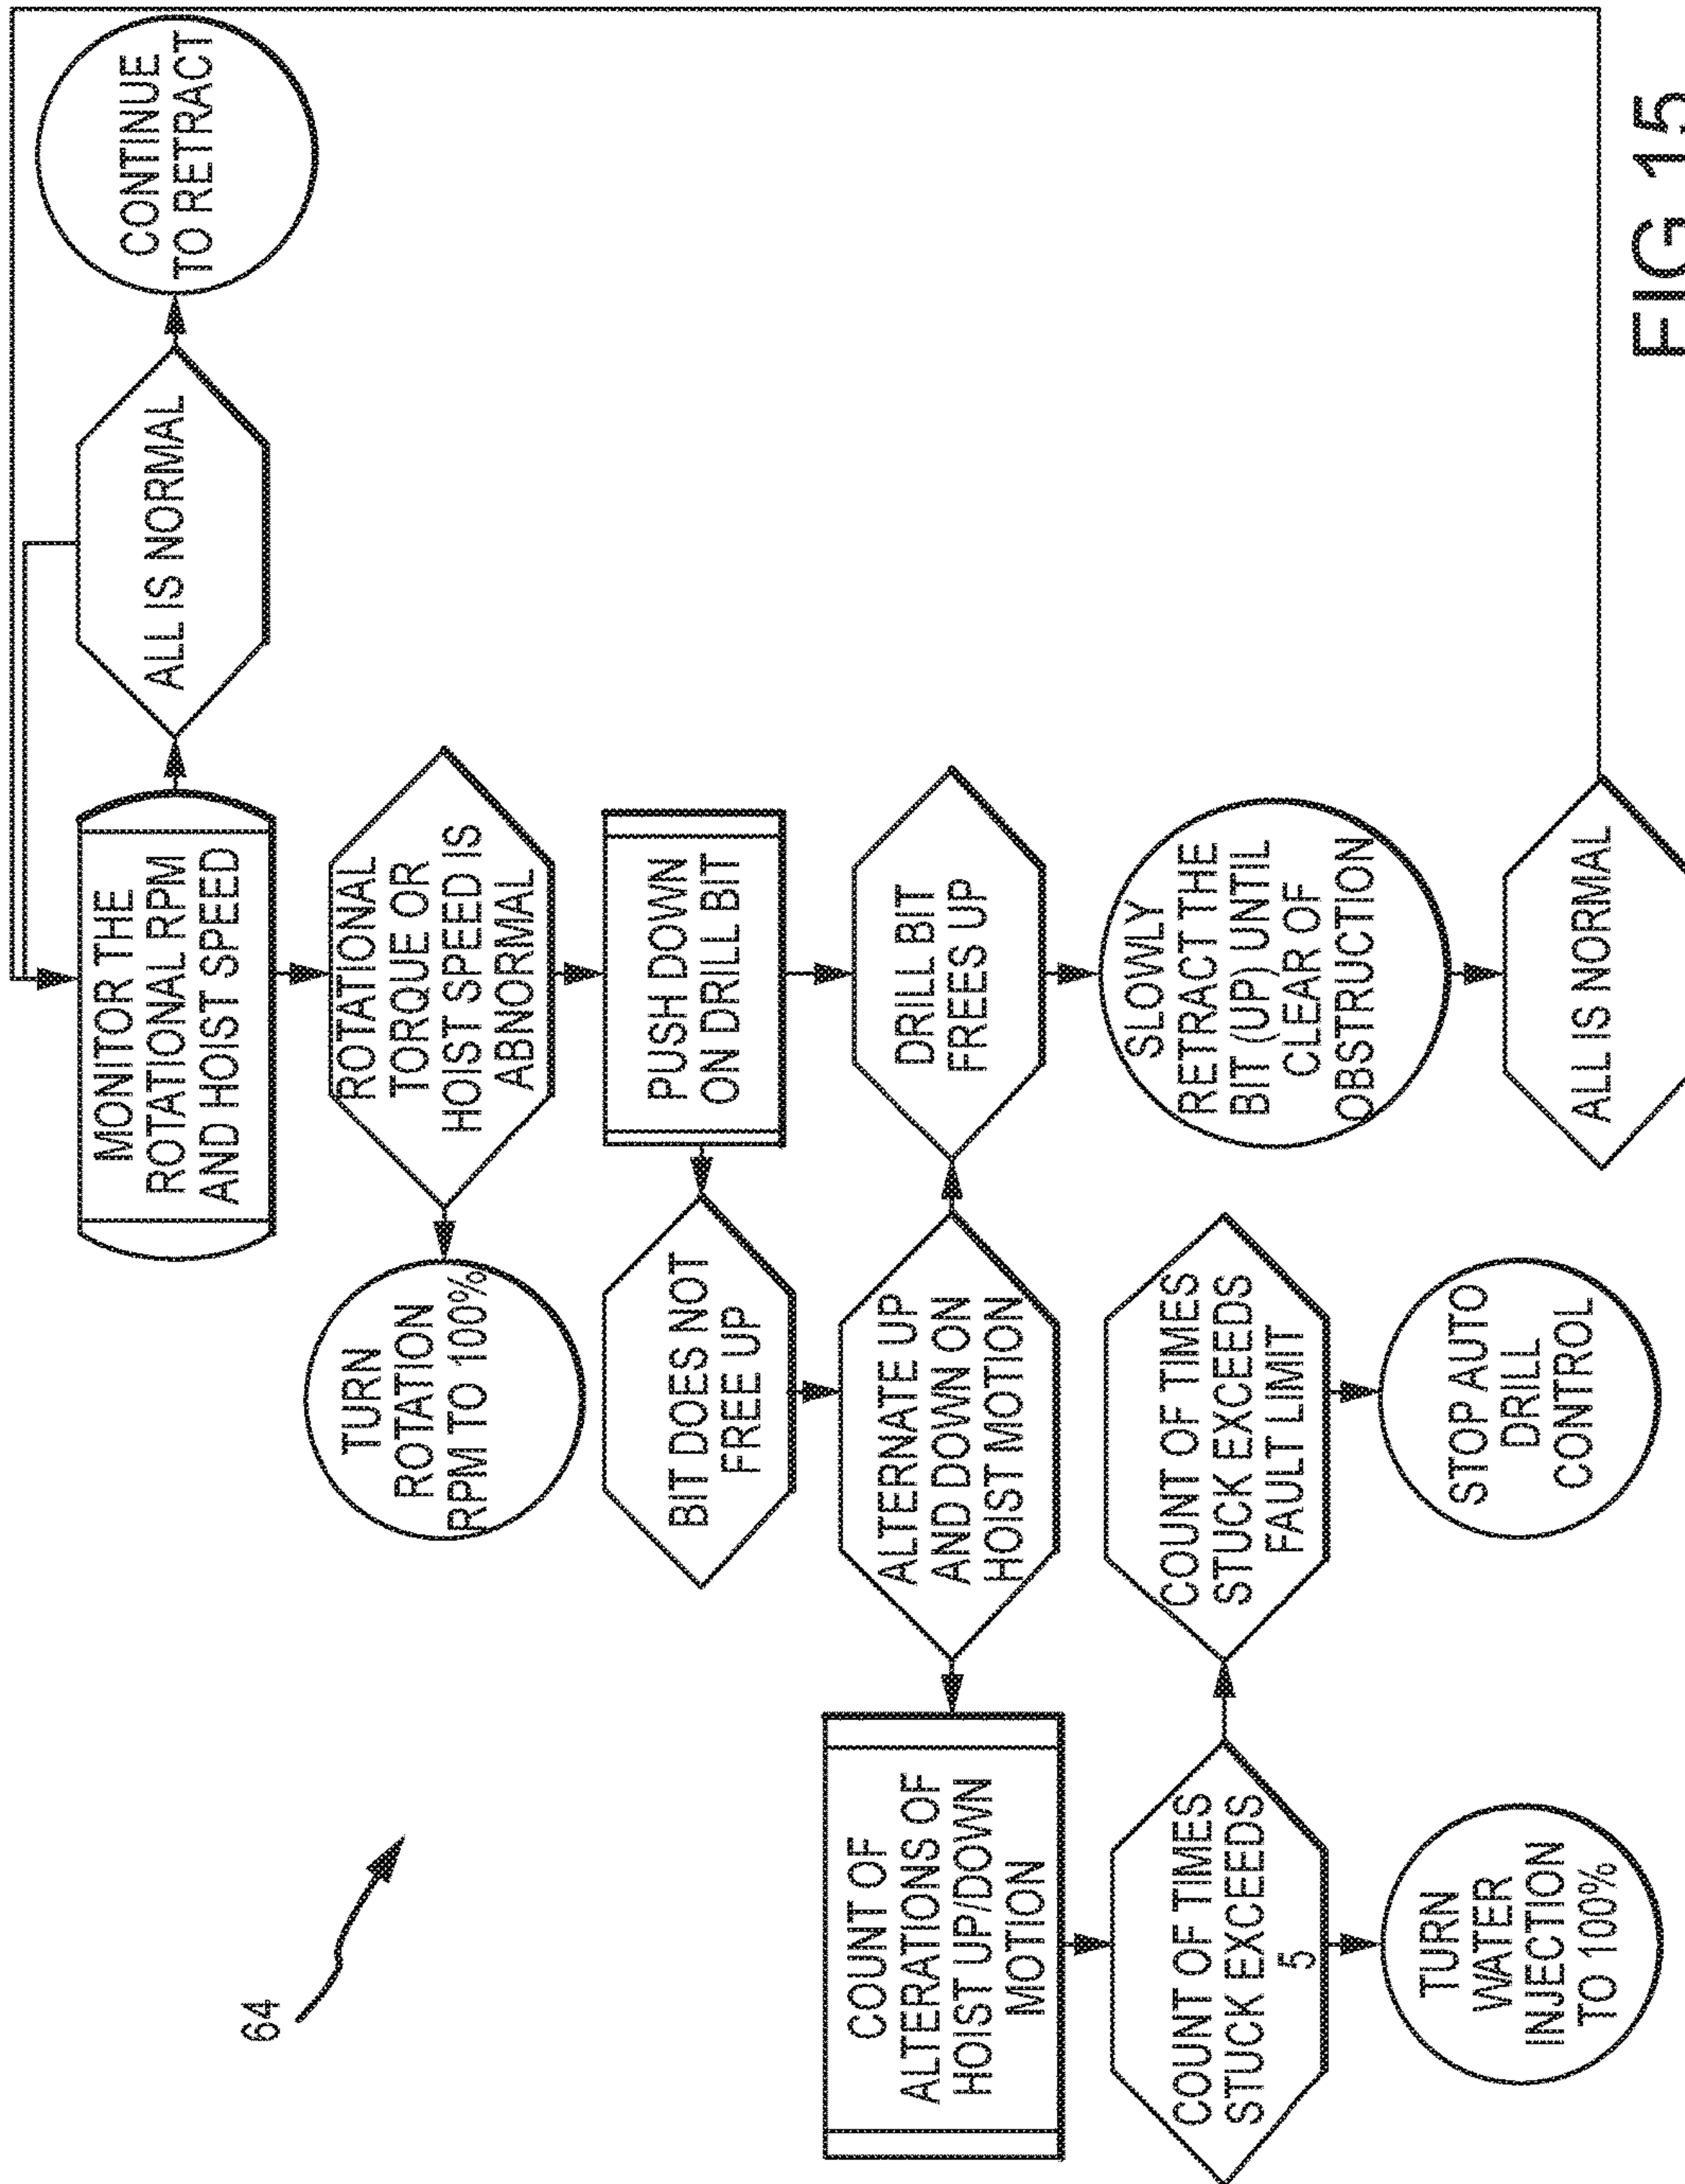 64
MONITOR THE
ROTATIONAL RPM
AND HOIST SPEED
ALL IS NORMAL
CONTINUE
TO RETRACT
TURN
ROTATION
RPM TO 100%
ROTATIONAL
TORQUE OR
HOIST SPEED IS
ABNORMAL
BIT DOES NOT
FREE UP
PUSH DOWN
ON DRILL BIT
COUNT OF
ALTERATIONS OF
HOIST UP/DOWN
MOTION
ALTERNATE UP
AND DOWN ON
HOIST MOTION
DRILL BIT
FREES UP
COUNT OF TIMES
STUCK EXCEEDS
5
COUNT OF TIMES
STUCK EXCEEDS
FAULT LIMIT
SLOWLY
RETRACT THE
BIT (UP) UNTIL
CLEAR OF
OBSTRUCTION
TURN
WATER
INJECTION
TO 100%
STOP AUTO
DRILL
CONTROL
ALL IS NORMAL
FIG 15